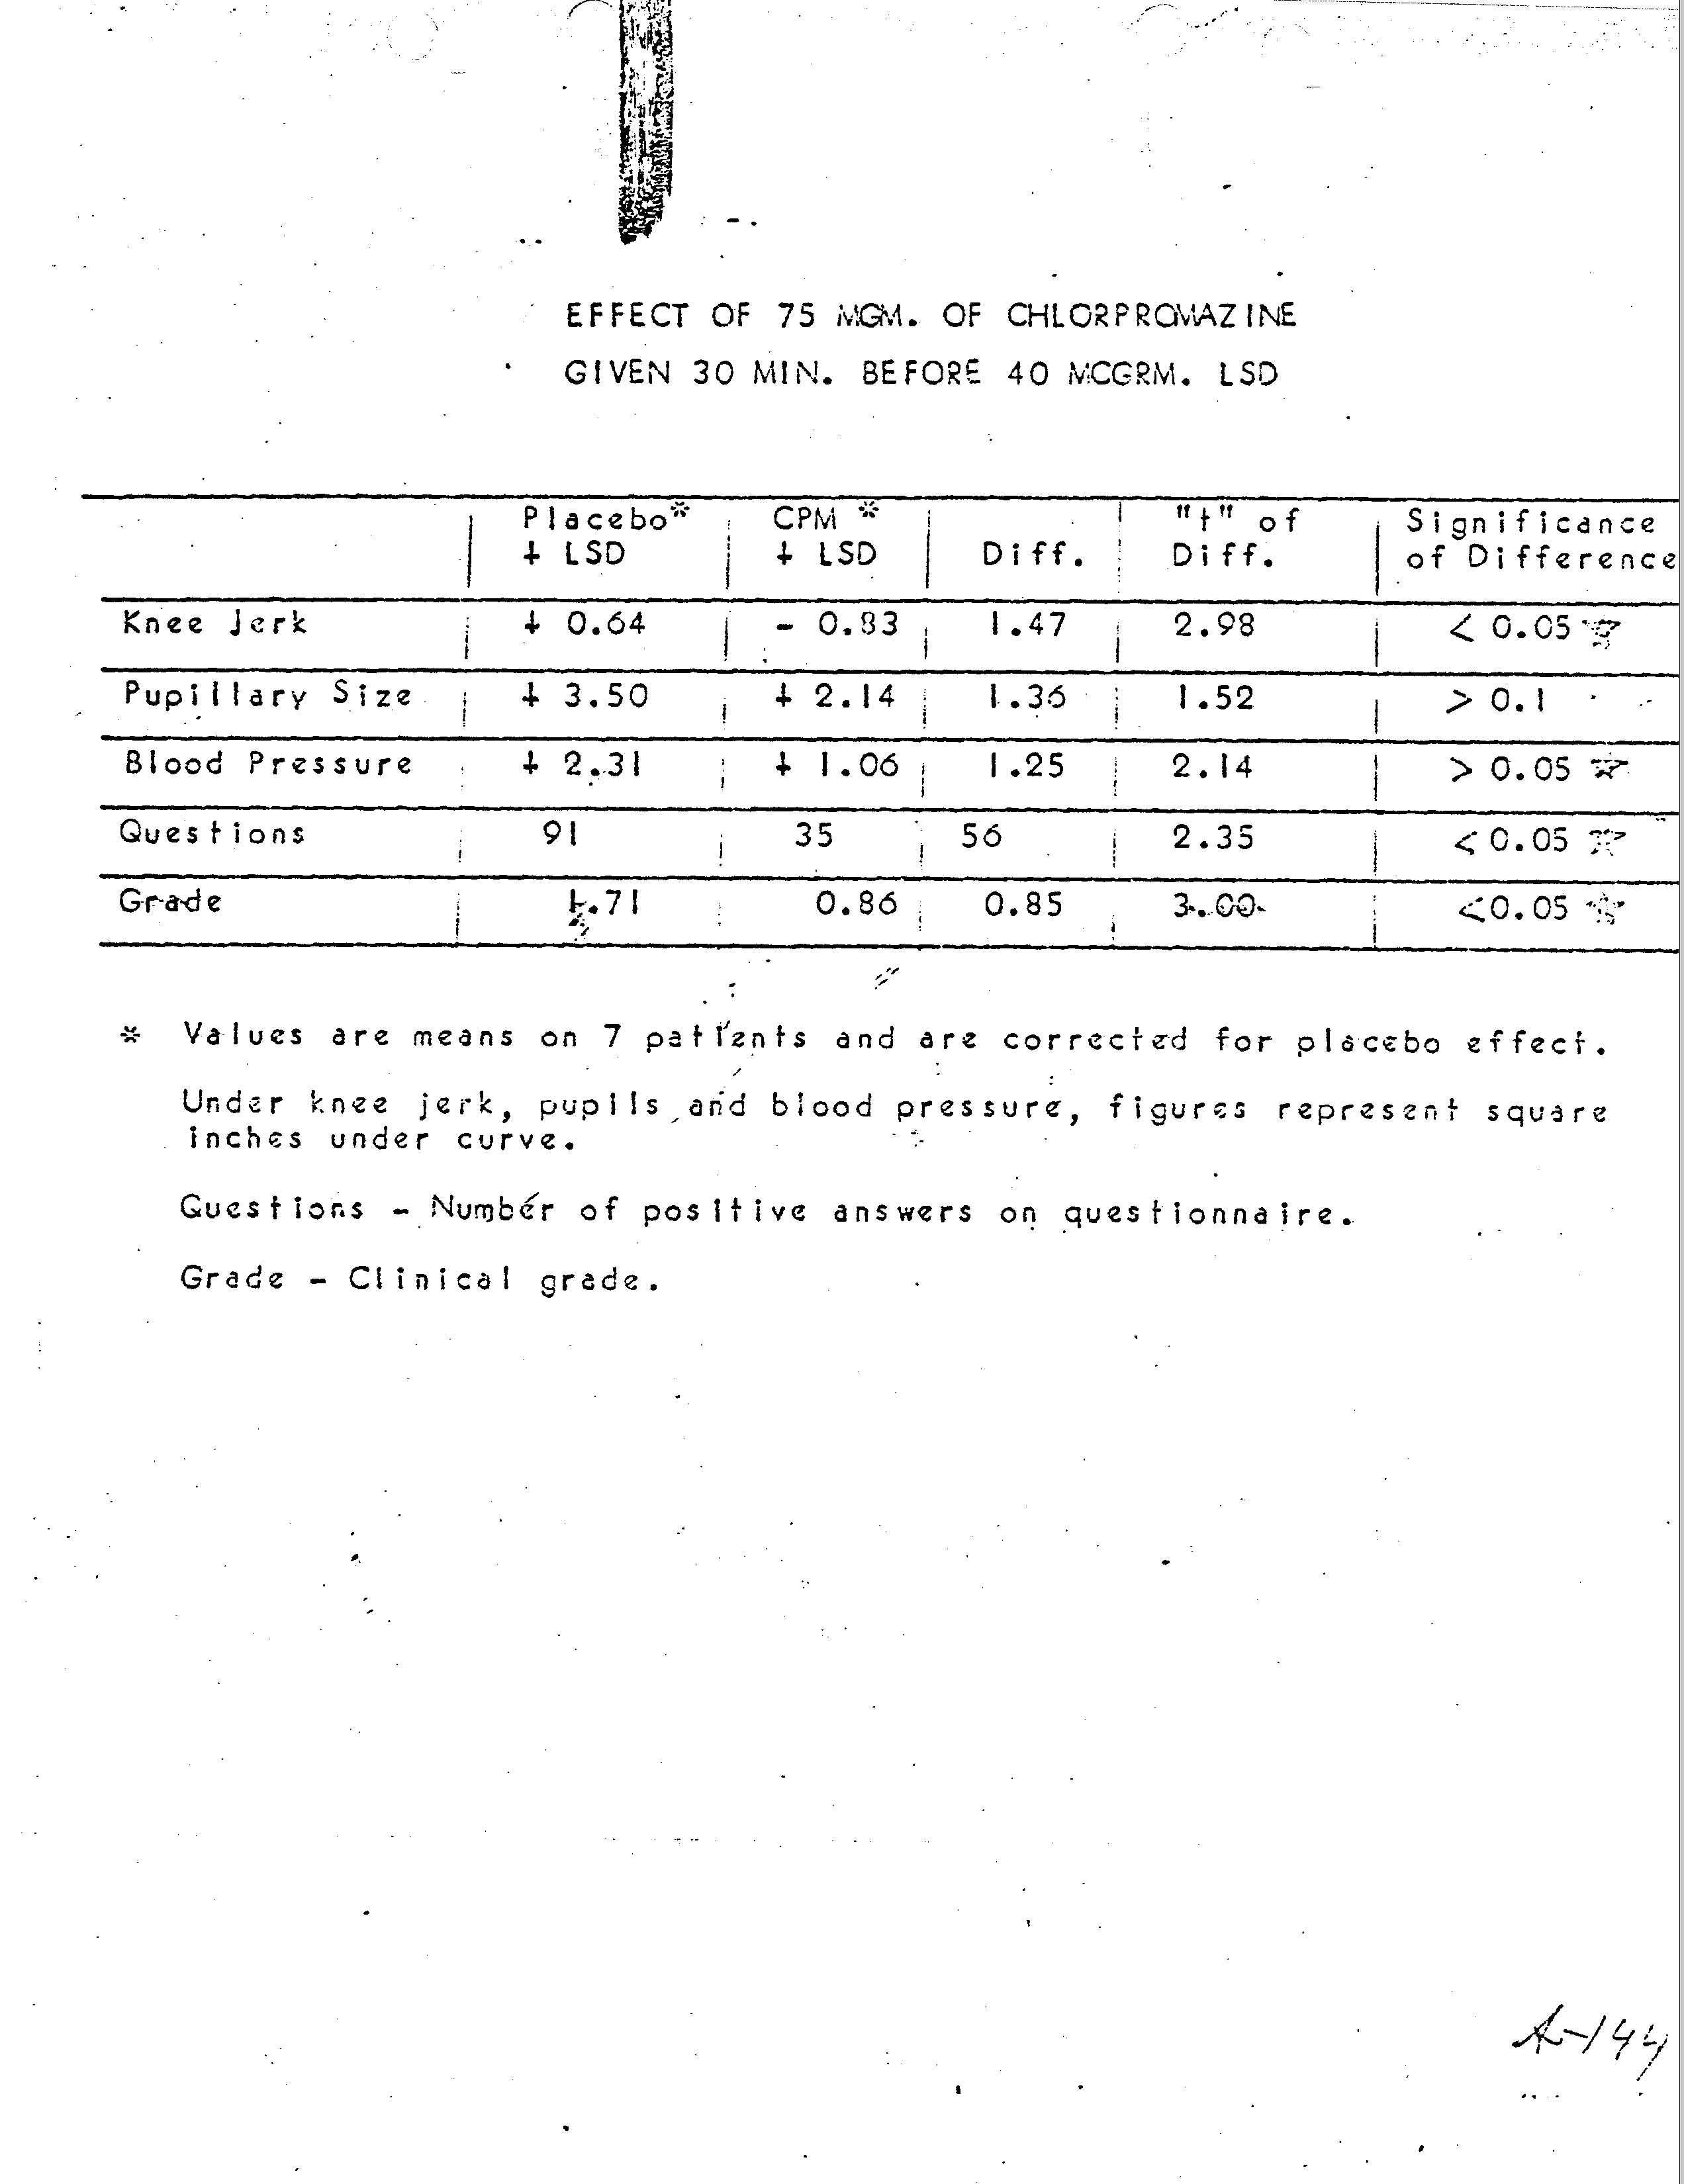 EFFECT OF 75 MGM. OF CHLORPROMAZINE
GIVEN 30 MIN. BEFORE 40 MCGRM. LSD
Placebo* + LSD | CPM * + LSD | Diff. | "t" of Diff. | Significance of Difference
Knee Jerk | + 0.64 | - 0.83 | 1.47 | 2.98 | < 0.05 ☆
Pupillary Size | + 3.50 | + 2.14 | 1.36 | 1.52 | > 0.1
Blood Pressure | + 2.31 | + 1.06 | 1.25 | 2.14 | > 0.05 ☆
Questions | 91 | 35 | 56 | 2.35 | < 0.05 ☆
Grade | 1.71 | 0.86 | 0.85 | 3.00 | <0.05 ☆
* Values are means on 7 patients and are corrected for placebo effect.
Under knee jerk, pupils and blood pressure, figures represent square
inches under curve.
Questions - Number of positive answers on questionnaire.
Grade - Clinical grade.
A-144